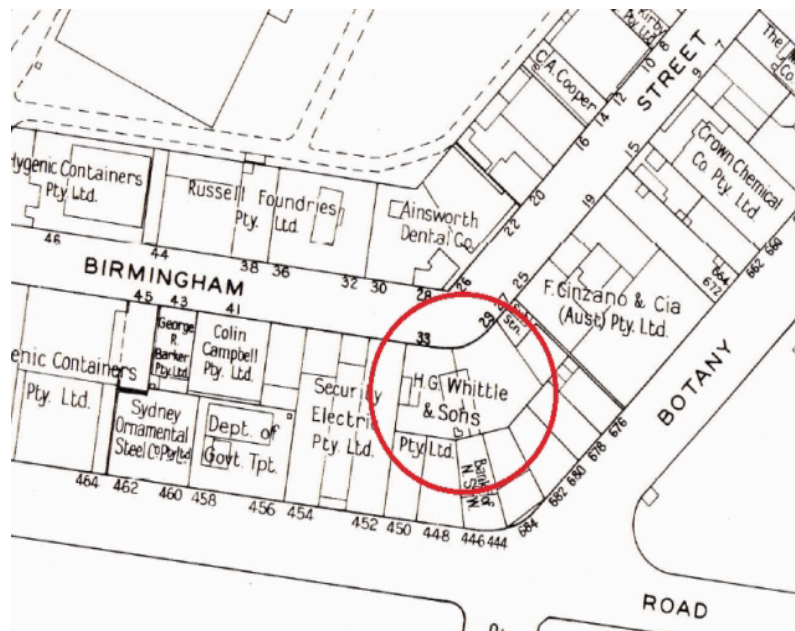 Kirby
Pty. Ltd.
C.A. Cooper
The
Co.
8
10
12
14
16
20
22
26
STREET
7
9
15
19
25
29
Crown Chemical
Co. Pty. Ltd.
Hygenic Containers
Pty. Ltd.
Russell Foundries
Pty. Ltd.
Ainsworth
Dental Co.
46
44
38
36
32
30
28
BIRMINGHAM
45
43
41
33
Sub
Stn.
F. Cinzano & Cia
(Aust) Pty. Ltd.
660
662
664
672
BOTANY
George
R.
Barker
Pty. Ltd.
Colin
Campbell
Pty. Ltd.
genic Containers
Pty. Ltd.
Sydney
Ornamental
Steel Co Pty Ltd
Dept. of
Govt. Tpt.
Security
Electric
Pty. Ltd.
H.G. Whittle
& Sons
Pty. Ltd.
Bank of
N.S.W.
676
678
680
682
684
464
462
460
458
456
454
452
450
448
446
444
ROAD